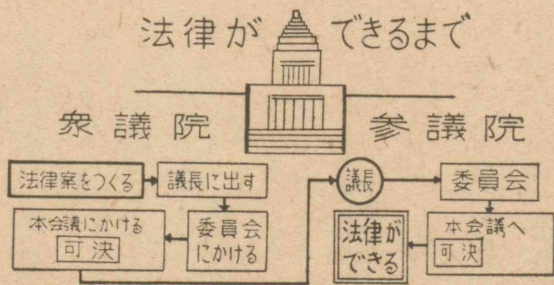 法律ができるまで
衆議院
参議院
法律案をつくる
議長に出す
委員会
にかける
本会議にかける
可決
議長
委員会
本会議へ
可決
法律が
できる